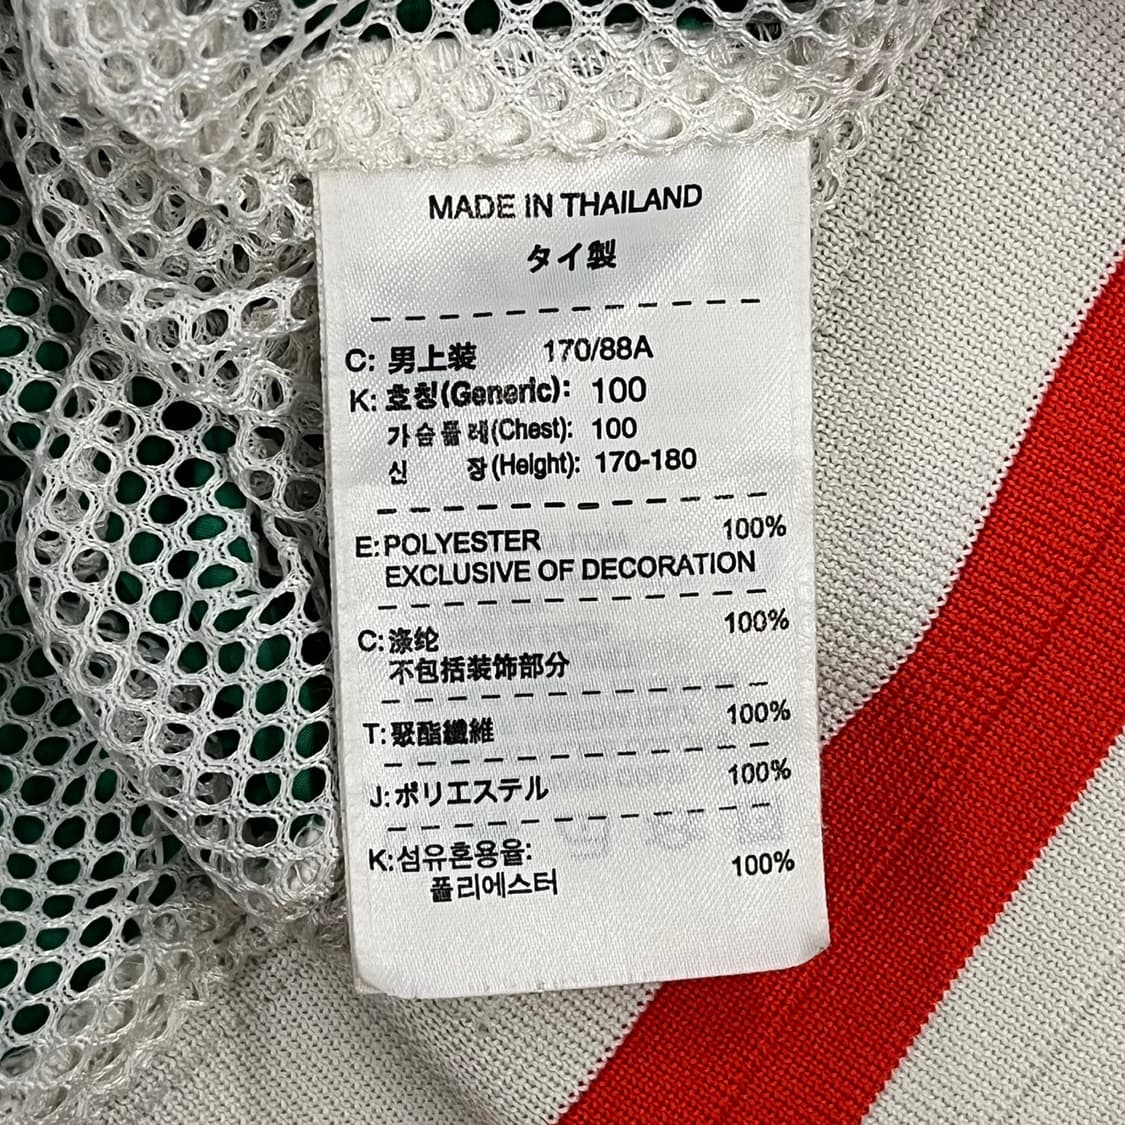 MADE IN THAILAND
タイ製
C: 男上装 170/88A
K: 호칭(Generic): 100
가슴둘레(Chest): 100
신 장(Height): 170-180
E: POLYESTER 100%
EXCLUSIVE OF DECORATION
C: 涤纶 100%
不包括装饰部分
T: 聚酯纖維 100%
J: ポリエステル 100%
K: 섬유혼용율:
폴리에스터 100%